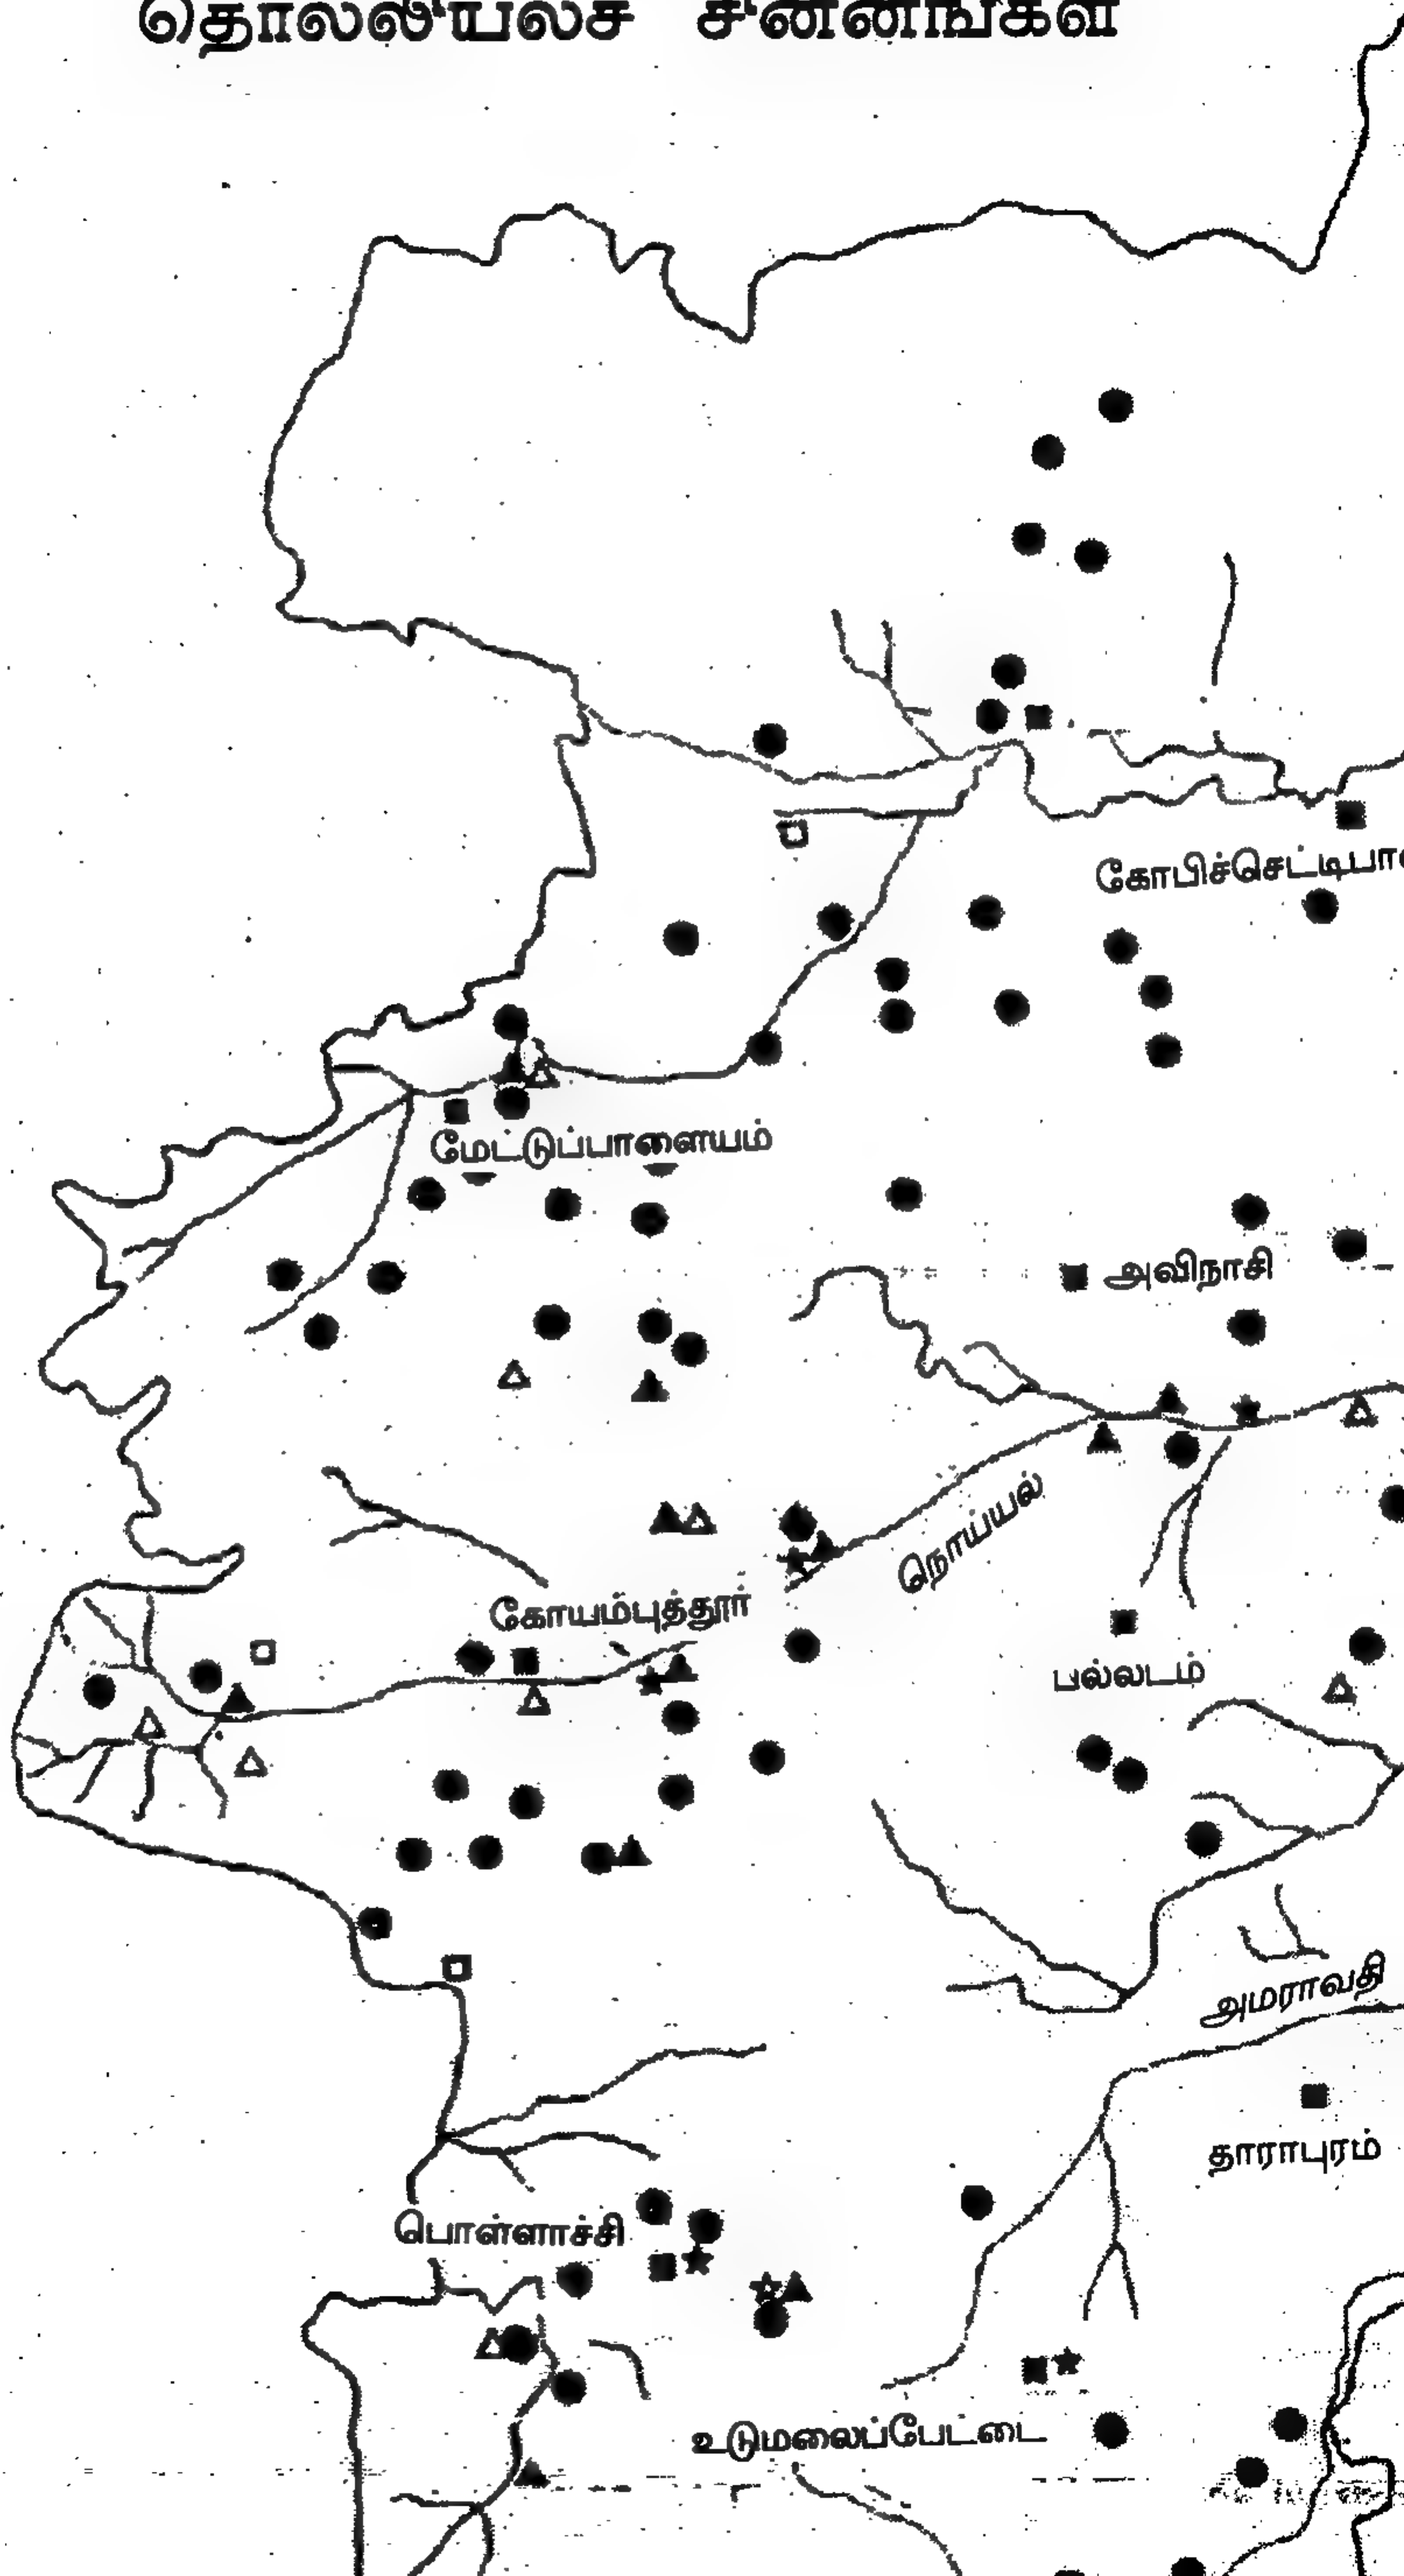 தொல்லியல்ச் சின்னங்கள்
கோபிச்செட்டிபா
மேட்டுப்பாளையம்
அவிநாசி
நொய்யல்
கோயம்புத்தூர்
பல்லடம்
அமராவதி
தாராபுரம்
பொள்ளாச்சி
உடுமலைப்பேட்டை